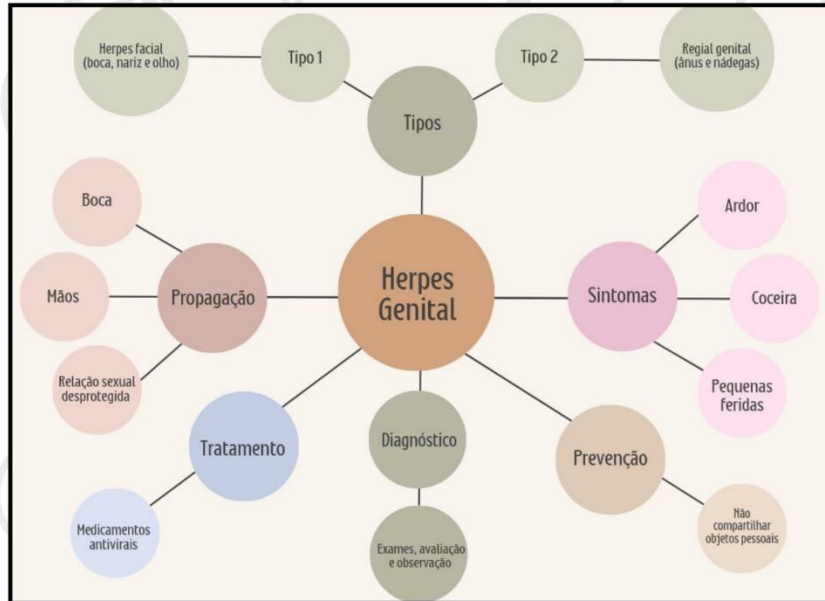 Herpes facial
(boca, nariz e olho)
Tipo 1
Tipo 2
Regial genital
(ânus e nádegas)
Tipos
Boca
Mãos
Relação sexual
desprotegida
Propagação
Herpes
Genital
Sintomas
Ardor
Coceira
Pequenas
feridas
Tratamento
Medicamentos
antivirais
Diagnóstico
Exames, avaliação
e observação
Prevenção
Não
compartilhar
objetos pessoais